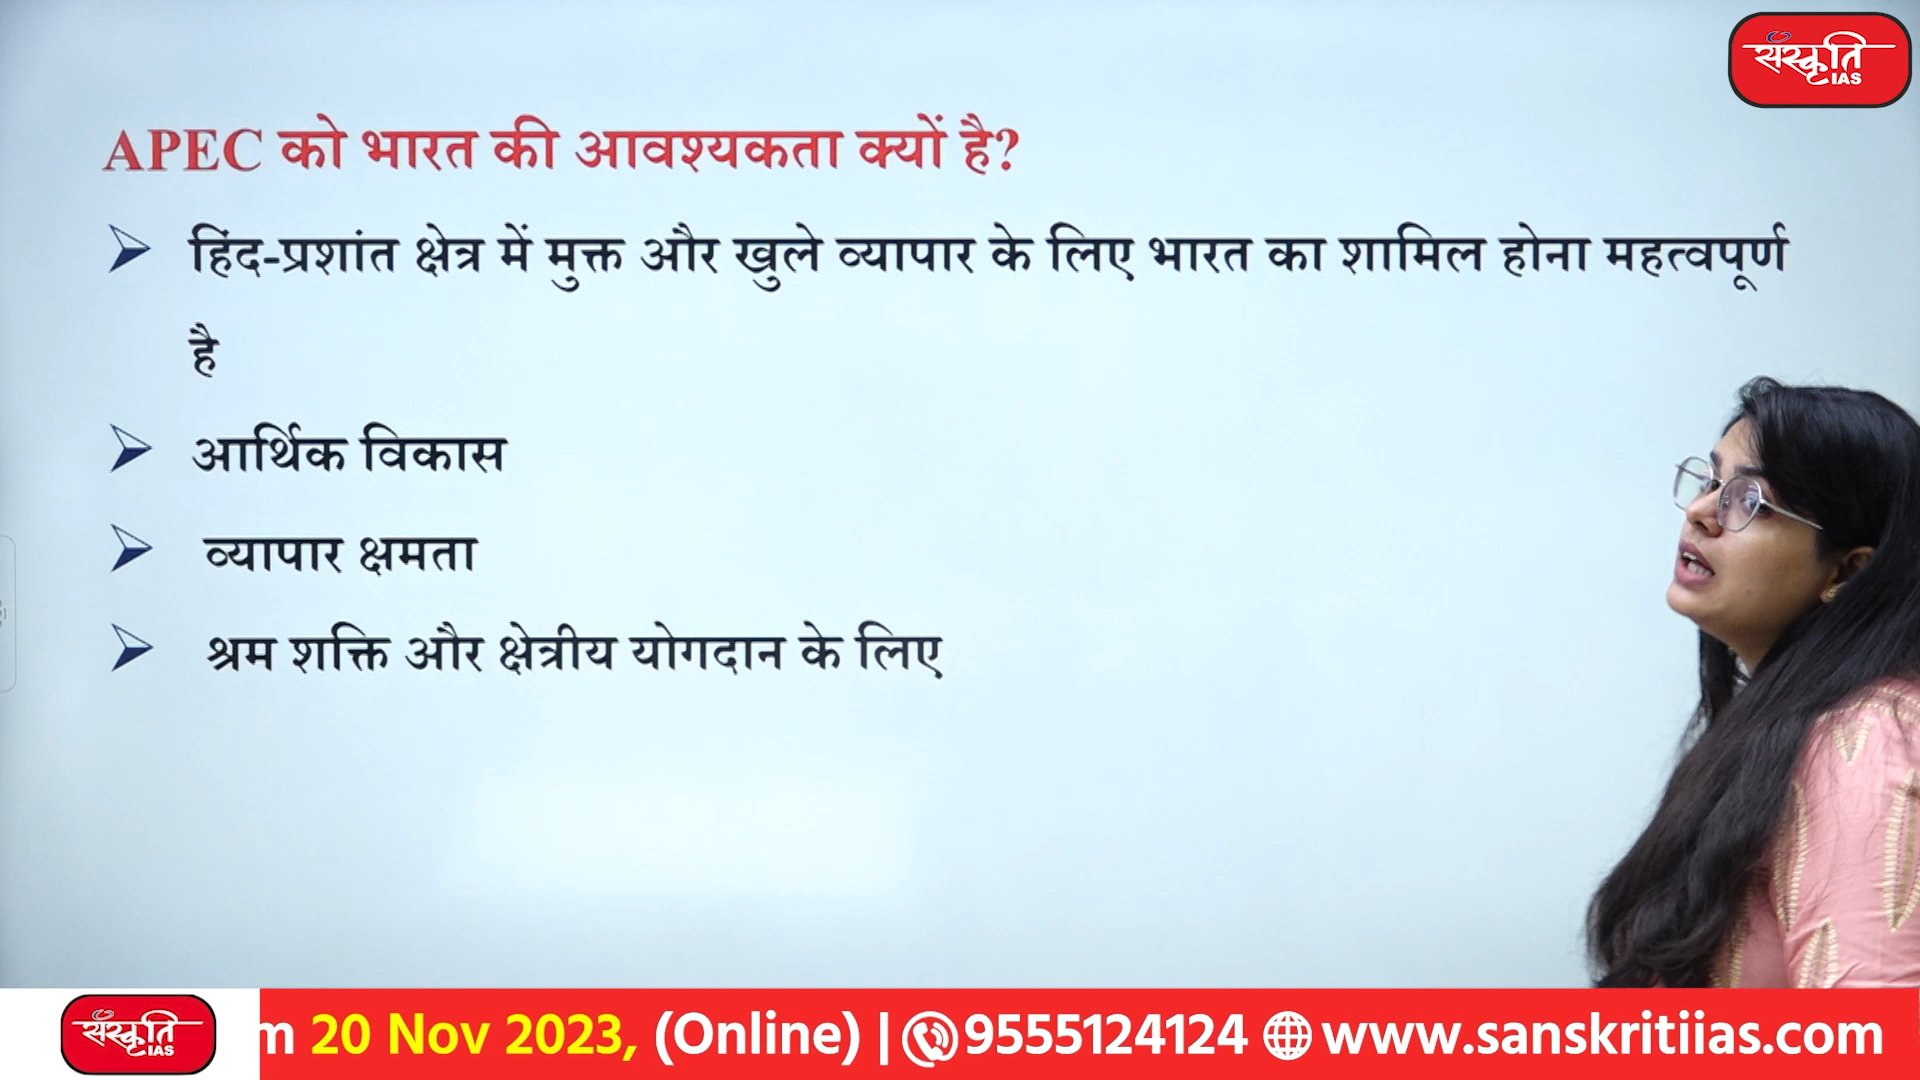 संस्कृति
IAS
APEC को भारत की आवश्यकता क्यों है?
हिंद-प्रशांत क्षेत्र में मुक्त और खुले व्यापार के लिए भारत का शामिल होना महत्वपूर्ण
है
आर्थिक विकास
व्यापार क्षमता
श्रम शक्ति और क्षेत्रीय योगदान के लिए
संस्कृति
IAS
m 20 Nov 2023, (Online) | 9555124124 www.sanskritiias.com